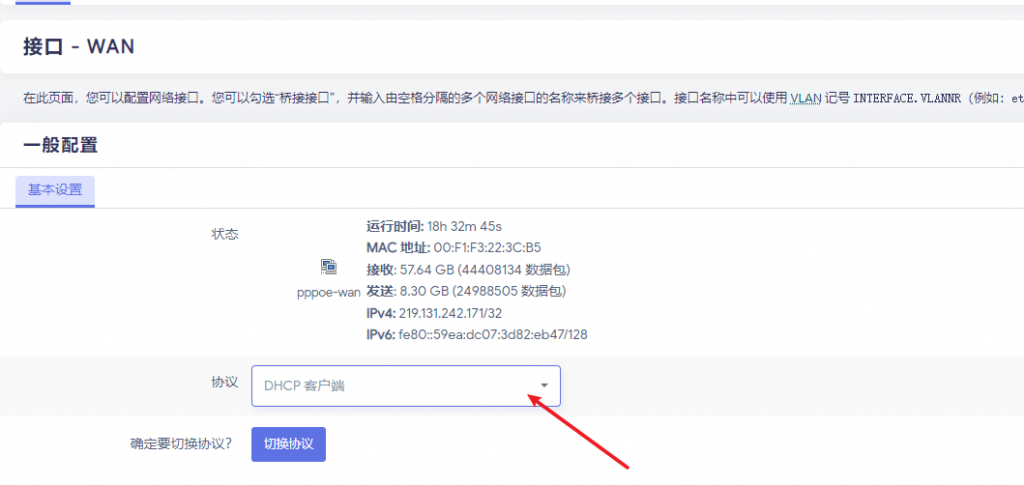 接口 - WAN
在此页面，您可以配置网络接口。您可以勾选“桥接接口”，并输入由空格分隔的多个网络接口的名称来桥接多个接口。接口名称中可以使用 VLAN 记号 INTERFACE.VLANNR（例如：et
一般配置
基本设置
状态
pppoe-wan
运行时间: 18h 32m 45s
MAC 地址: 00:F1:F3:22:3C:B5
接收: 57.64 GB (44408134 数据包)
发送: 8.30 GB (24988505 数据包)
IPv4: 219.131.242.171/32
IPv6: fe80::59ea:dc07:3d82:eb47/128
协议 DHCP 客户端
确定要切换协议？ 切换协议